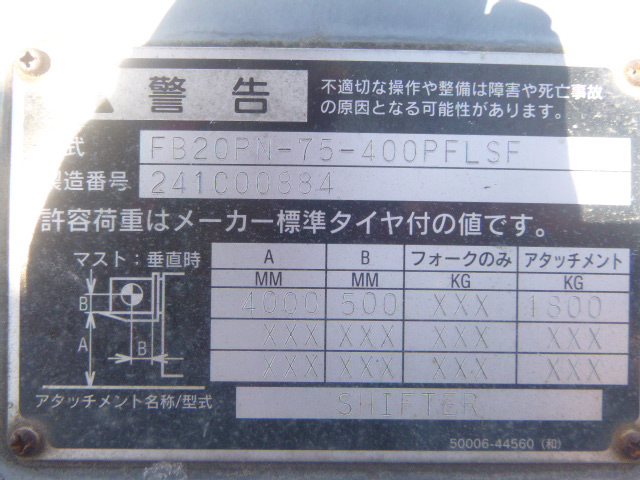 警告
不適切な操作や整備は障害や死亡事故
の原因となる可能性があります。
式 FB20PN-75-400PFLSF
製造番号 241C00884
許容荷重はメーカー標準タイヤ付の値です。
マスト:垂直時 A B フォークのみ アタッチメント
MM MM KG KG
4000 500 XXX 1800
XXX XXX XXX XXX
XXX XXX XXX XXX
B
A B
アタッチメント名称/型式 SHIFTER
50006-44560 (和)